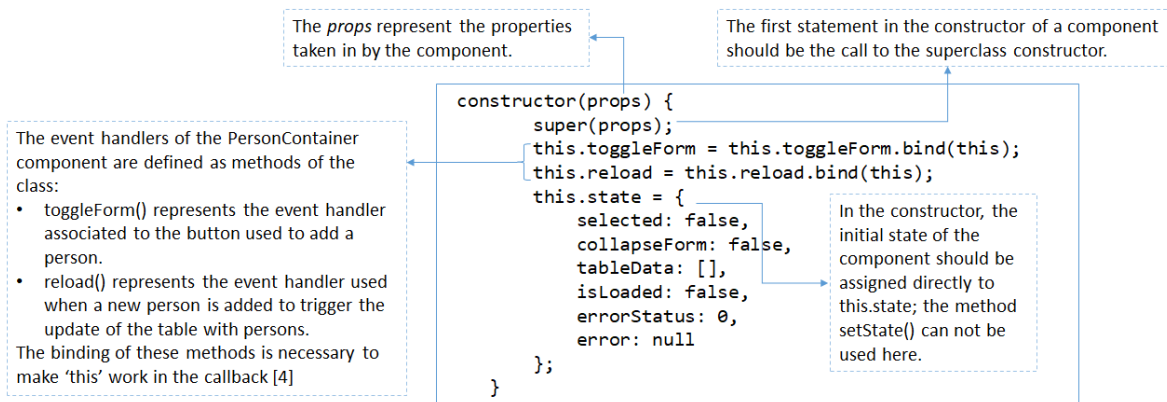 The props represent the properties
taken in by the component.
The first statement in the constructor of a component
should be the call to the superclass constructor.
The event handlers of the PersonContainer
component are defined as methods of the
class:
• toggleForm() represents the event handler
associated to the button used to add a
person.
• reload() represents the event handler used
when a new person is added to trigger the
update of the table with persons.
The binding of these methods is necessary to
make ‘this’ work in the callback [4]
constructor(props) {
super(props);
this.toggleForm = this.toggleForm.bind(this);
this.reload = this.reload.bind(this);
this.state = {
selected: false,
collapseForm: false,
tableData: [],
isLoaded: false,
errorStatus: 0,
error: null
};
}
In the constructor, the
initial state of the
component should be
assigned directly to
this.state; the method
setState() can not be
used here.